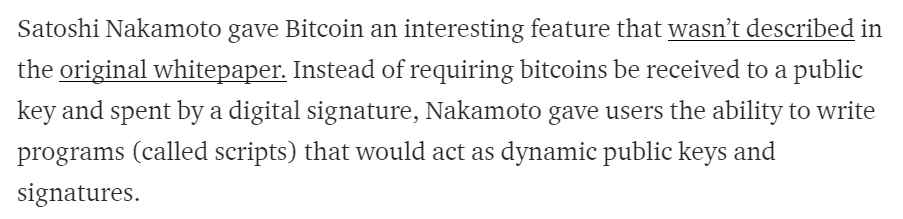 Satoshi Nakamoto gave Bitcoin an interesting feature that wasn’t described in
the original whitepaper. Instead of requiring bitcoins be received to a public
key and spent by a digital signature, Nakamoto gave users the ability to write
programs (called scripts) that would act as dynamic public keys and
signatures.